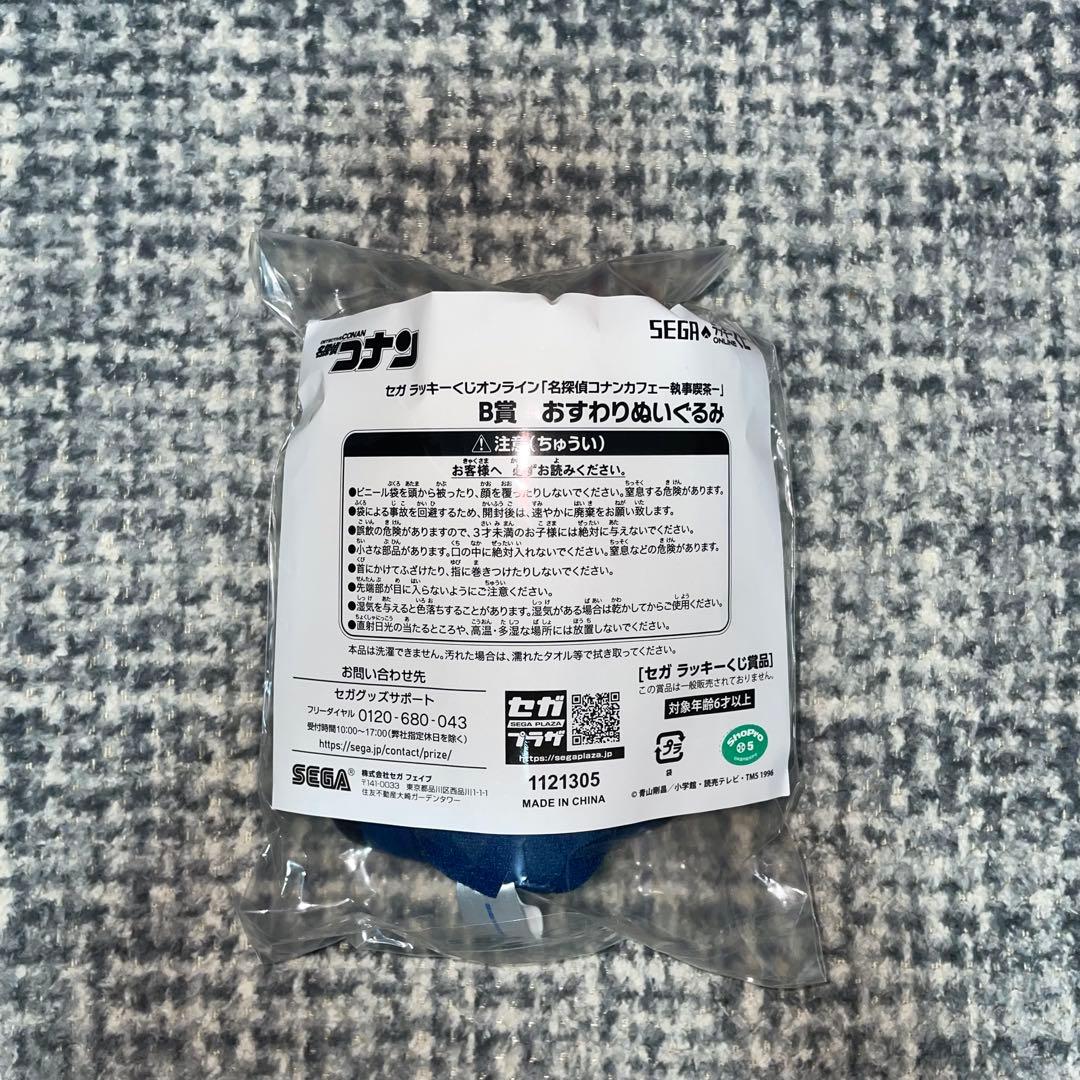 DETECTIVE CONAN
名探偵コナン
SEGA
ONLINE
セガ ラッキーくじオンライン「名探偵コナンカフェー執事喫茶ー」
B賞 おすわりぬいぐるみ
注意(ちゅうい)
お客様へ 必ずお読みください。
●ビニール袋を頭から被ったり、顔を覆ったりしないでください。窒息する危険があります。
●袋による事故を回避するため、開封後は、速やかに廃棄をお願い致します。
●誤飲の危険がありますので、3才未満のお子様には絶対に与えないでください。
●小さな部品があります。口の中に絶対入れないでください。窒息などの危険があります。
●首にかけてふざけたり、指に巻きつけたりしないでください。
●先端部が目に入らないようにご注意ください。
●湿気を与えると色落ちすることがあります。湿気がある場合は乾かしてからご使用ください。
●直射日光の当たるところや、高温・多湿な場所には放置しないでください。
本品は洗濯できません。汚れた場合は、濡れたタオル等で拭き取ってください。
お問い合わせ先
セガグッズサポート
フリーダイヤル 0120-680-043
受付時間10:00〜17:00(弊社指定休日を除く)
https://sega.jp/contact/prize/
SEGA®
株式会社セガ フェイブ
〒141-0033 東京都品川区西品川1-1-1
住友不動産大崎ガーデンタワー
セガ
SEGA PLAZA
プラザ
https://segaplaza.jp
1121305
MADE IN CHINA
[セガ ラッキーくじ賞品]
この賞品は一般販売されておりません。
対象年齢6才以上
プラ
袋
ShoPro
5
© 青山剛昌/小学館・読売テレビ・TMS 1996